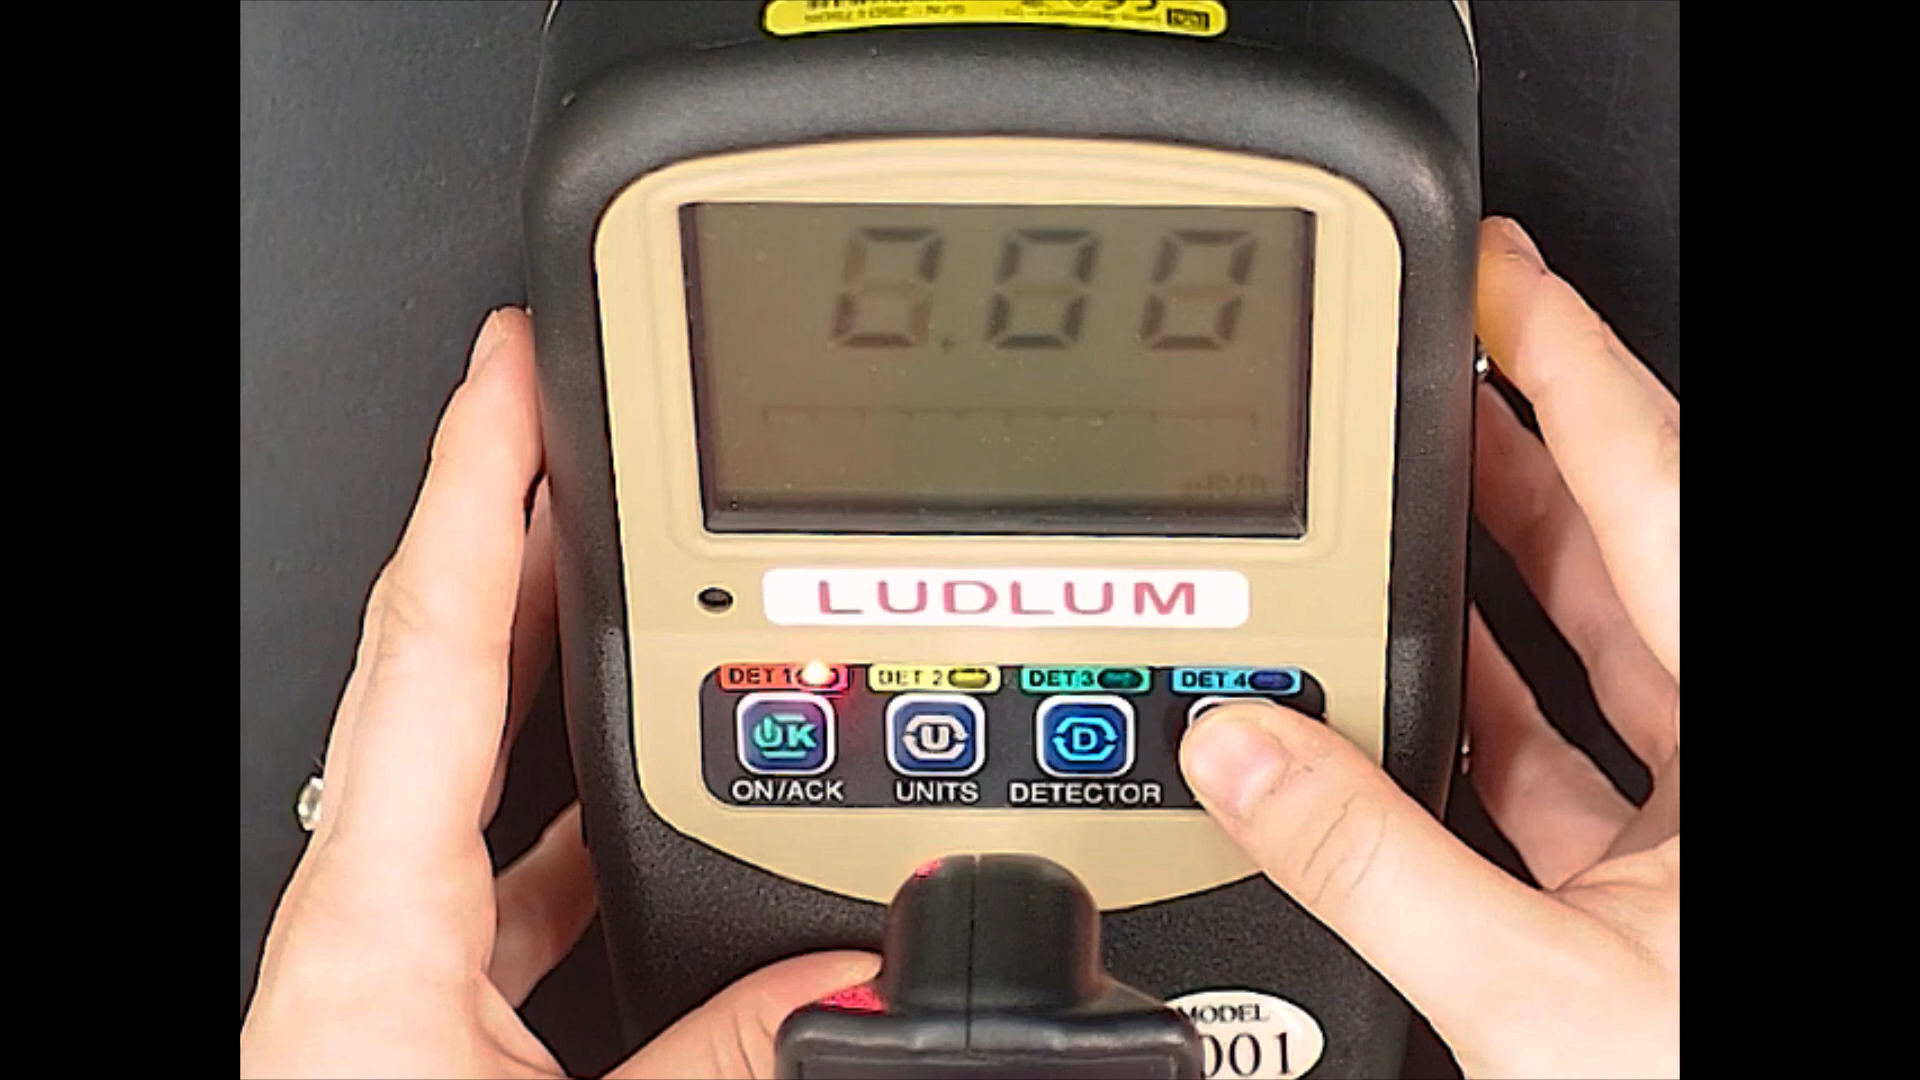 0.00
LUDLUM
DET 1 DET 2 DET 3 DET 4
OK U D
ON/ACK UNITS DETECTOR
MODEL
001